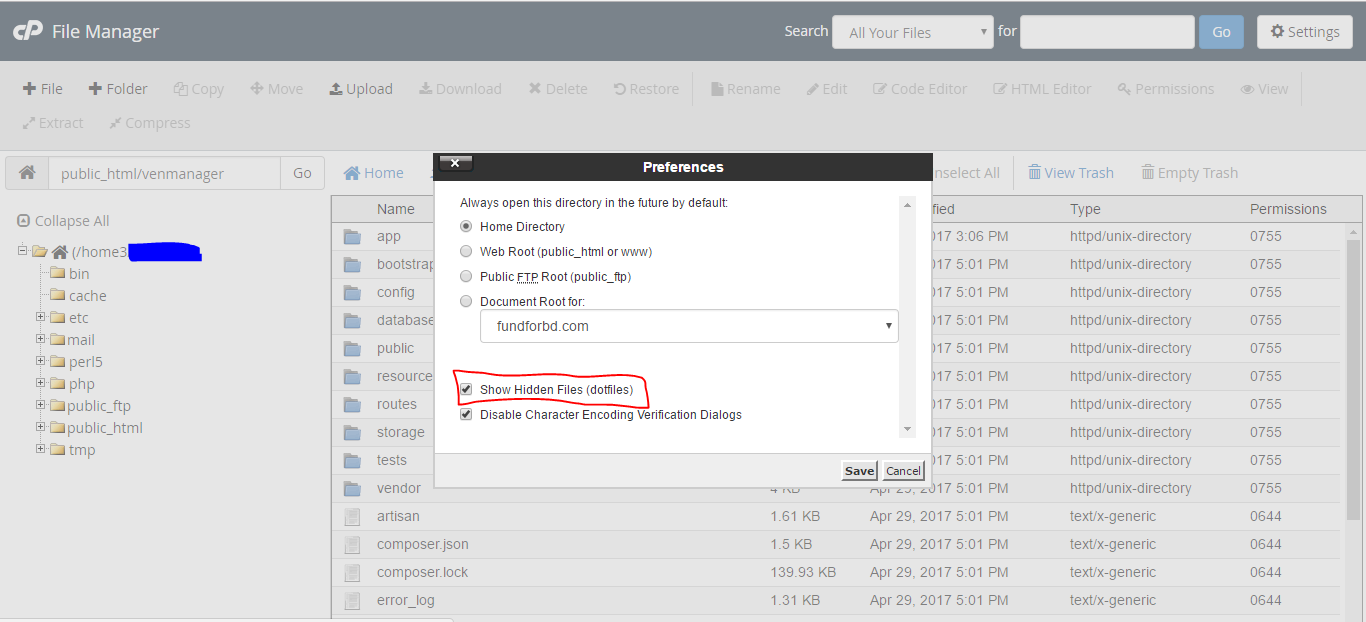 cP File Manager
Search All Your Files for Go Settings
File Folder Copy Move Upload Download Delete Restore Rename Edit Code Editor HTML Editor Permissions View
Extract Compress
public_html/venmanager Go
Collapse All
(/home3
bin
cache
etc
mail
perl5
php
public_ftp
public_html
tmp
Home Unselect All View Trash Empty Trash
Name Type Permissions
app 17 3:06 PM httpd/unix-directory 0755
bootstrap 17 5:01 PM httpd/unix-directory 0755
config 17 5:01 PM httpd/unix-directory 0755
database 17 5:01 PM httpd/unix-directory 0755
public 17 5:01 PM httpd/unix-directory 0755
resource 17 5:01 PM httpd/unix-directory 0755
routes 17 5:01 PM httpd/unix-directory 0755
storage 17 5:01 PM httpd/unix-directory 0755
tests 17 5:01 PM httpd/unix-directory 0755
vendor 4 KB Apr 29, 2017 5:01 PM httpd/unix-directory 0755
artisan 1.61 KB Apr 29, 2017 5:01 PM text/x-generic 0644
composer.json 1.5 KB Apr 29, 2017 5:01 PM text/x-generic 0644
composer.lock 139.93 KB Apr 29, 2017 5:01 PM text/x-generic 0644
error_log 1.31 KB Apr 29, 2017 5:01 PM text/x-generic 0644
Preferences
Always open this directory in the future by default:
Home Directory
Web Root (public_html or www)
Public FTP Root (public_ftp)
Document Root for:
fundforbd.com
Show Hidden Files (dotfiles)
Disable Character Encoding Verification Dialogs
Save Cancel